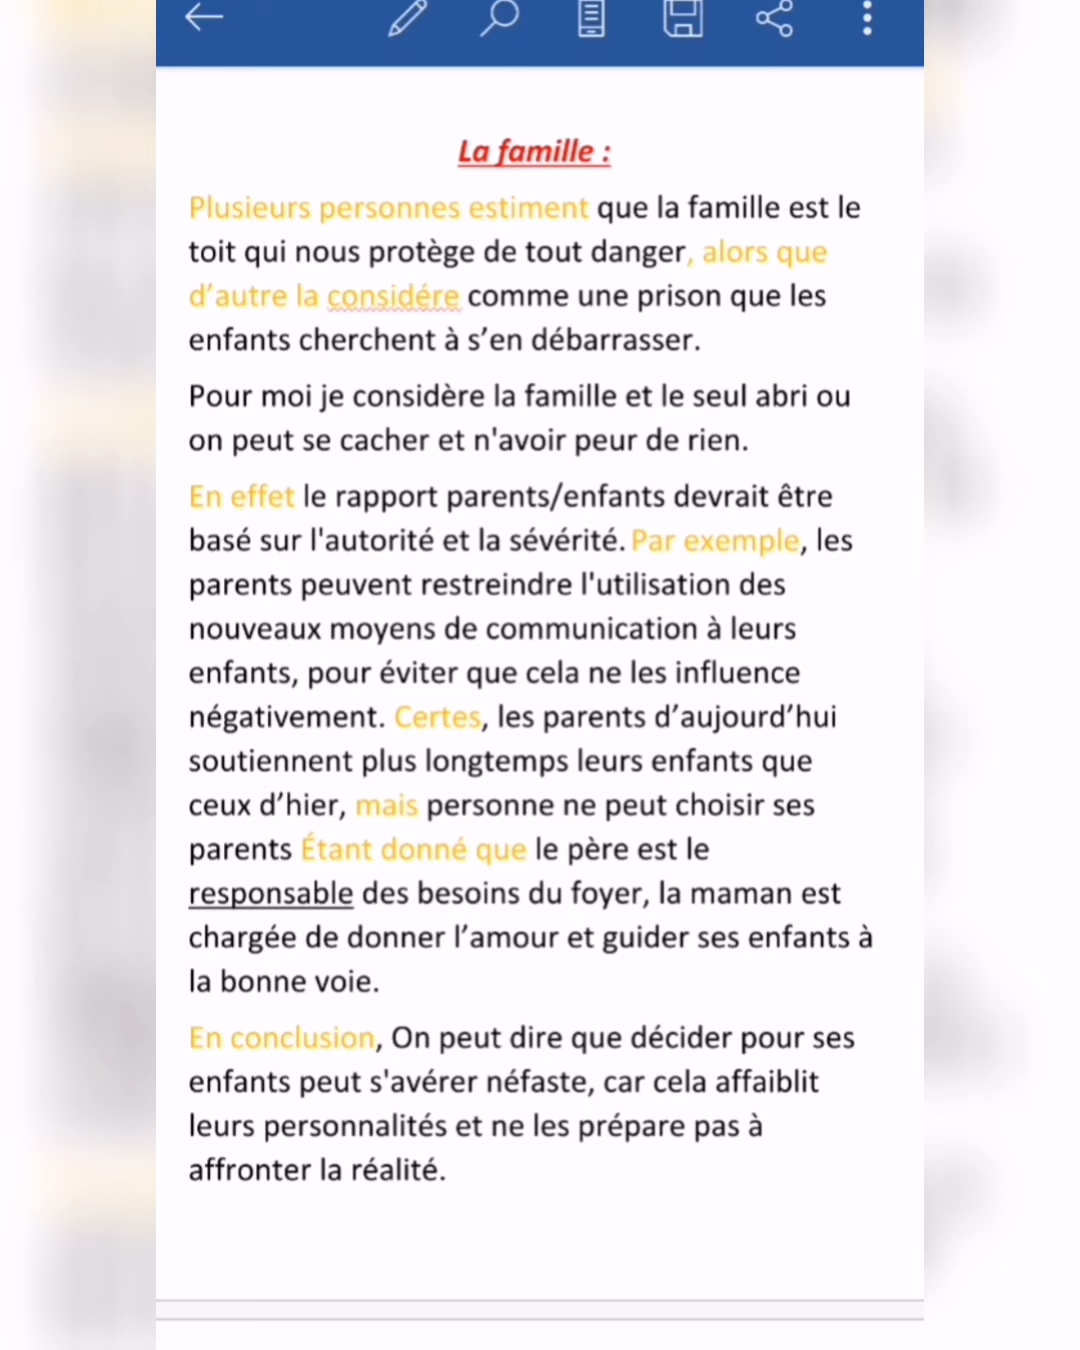 La famille :
Plusieurs personnes estiment que la famille est le
toit qui nous protège de tout danger, alors que
d’autre la considére comme une prison que les
enfants cherchent à s’en débarrasser.
Pour moi je considère la famille et le seul abri ou
on peut se cacher et n'avoir peur de rien.
En effet le rapport parents/enfants devrait être
basé sur l'autorité et la sévérité. Par exemple, les
parents peuvent restreindre l'utilisation des
nouveaux moyens de communication à leurs
enfants, pour éviter que cela ne les influence
négativement. Certes, les parents d’aujourd’hui
soutiennent plus longtemps leurs enfants que
ceux d’hier, mais personne ne peut choisir ses
parents Étant donné que le père est le
responsable des besoins du foyer, la maman est
chargée de donner l’amour et guider ses enfants à
la bonne voie.
En conclusion, On peut dire que décider pour ses
enfants peut s'avérer néfaste, car cela affaiblit
leurs personnalités et ne les prépare pas à
affronter la réalité.